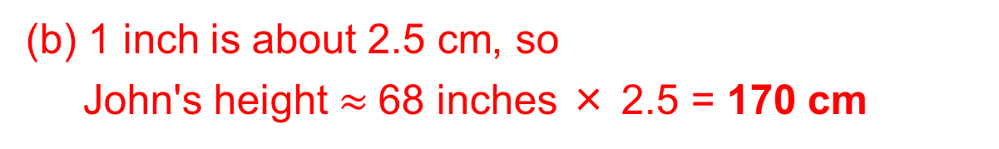 (b) 1 inch is about 2.5 cm, so
John's height ≈ 68 inches × 2.5 = 170 cm